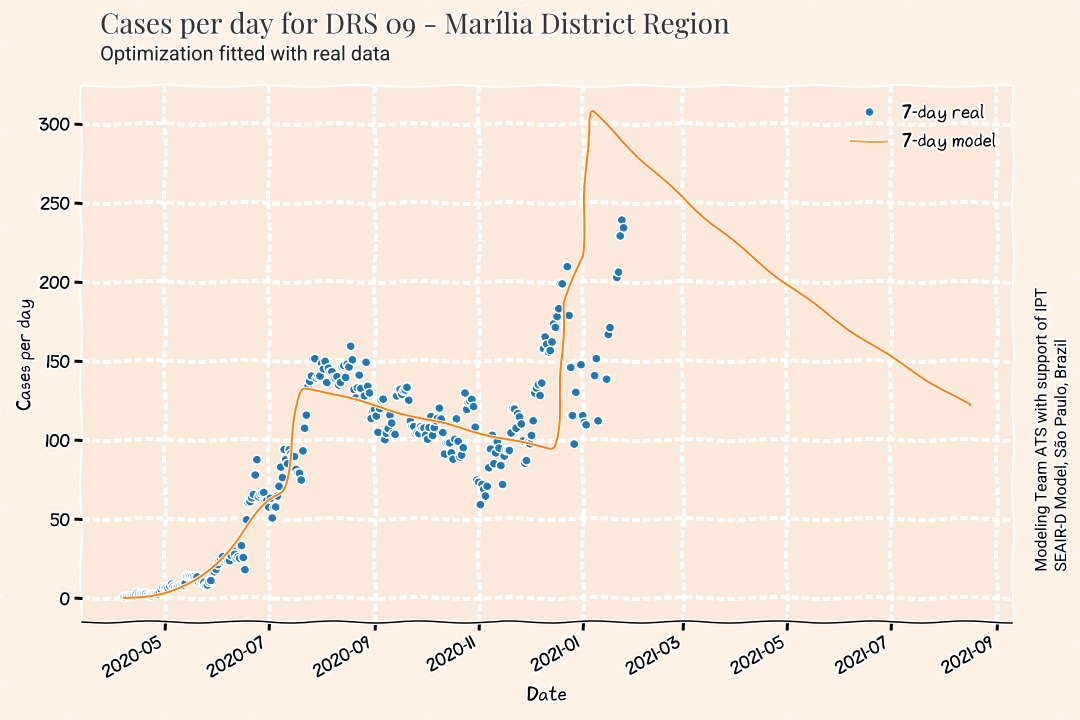 Cases per day for DRS 09 - Marília District Region
Optimization fitted with real data
7-day real
7-day model
300
250
200
150
100
50
0
Cases per day
2020-05
2020-07
2020-09
2020-11
2021-01
2021-03
2021-05
2021-07
2021-09
Date
Modeling Team ATS with support of IPT
SEAIR-D Model, São Paulo, Brazil